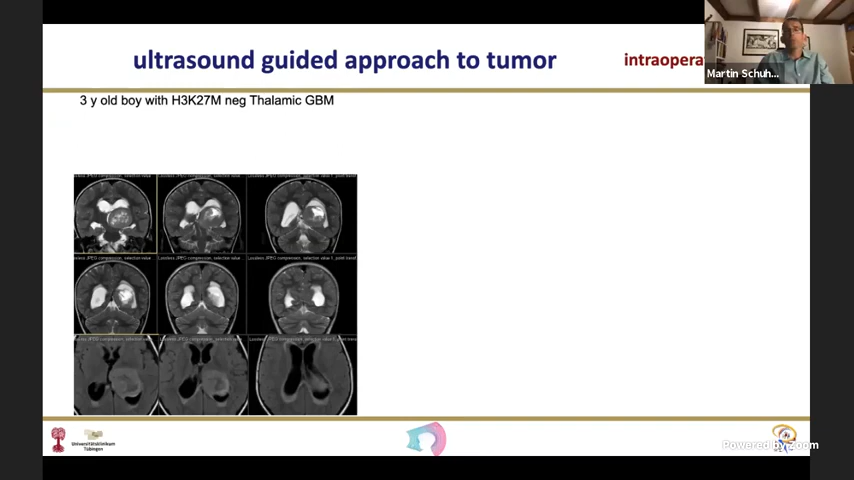 ultrasound guided approach to tumor
intraopera
Martin Schuh...
3 y old boy with H3K27M neg Thalamic GBM
Universitätsklinikum
Tübingen
Powered by Zoom